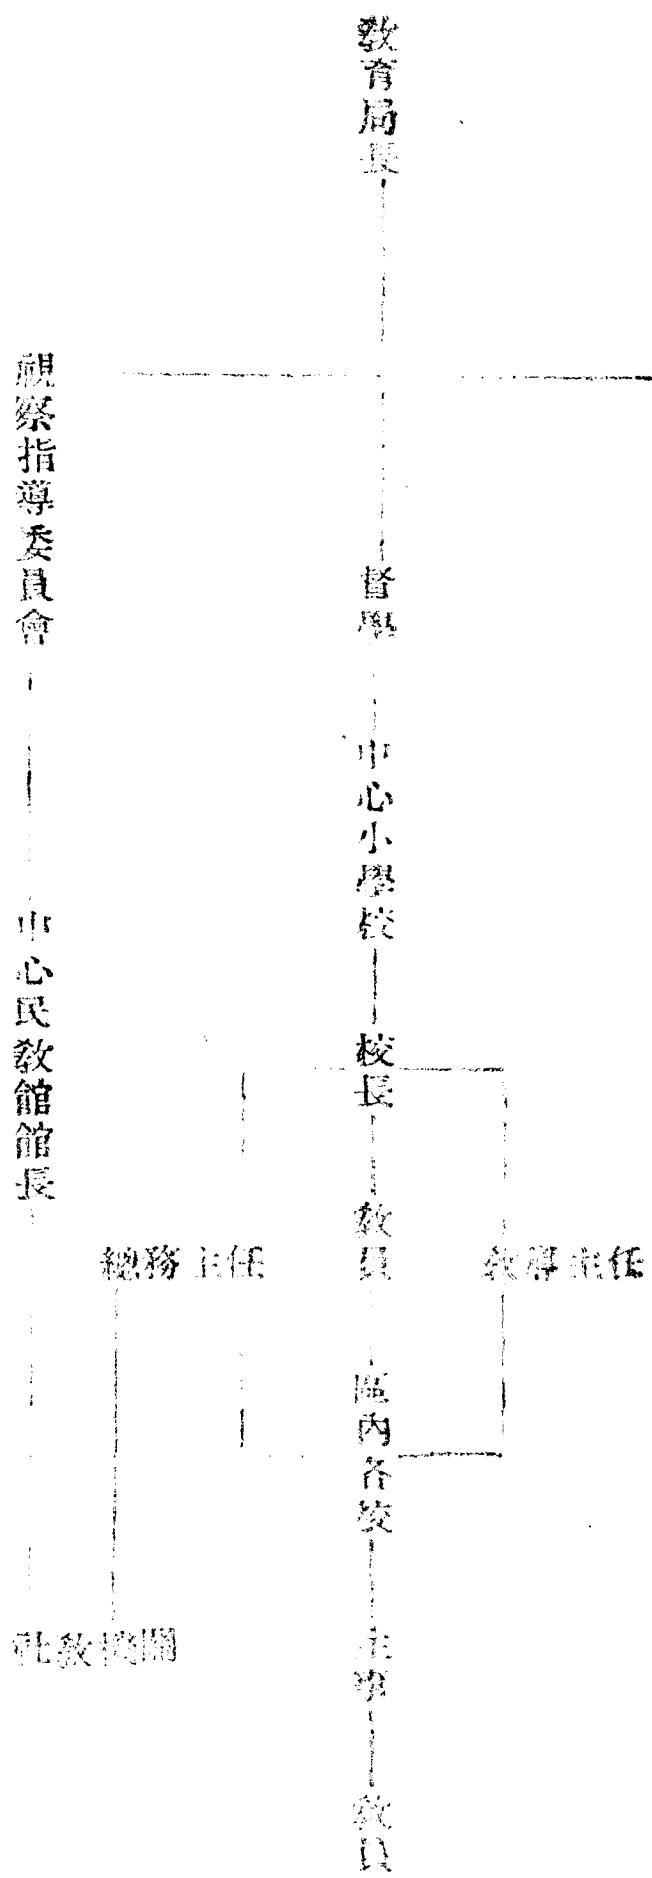 教育局長
督學
中心小學校
校長
教員
教導主任
總務主任
區內各校
主事
教員
視察指導委員會
中心民教館館長
社教機關